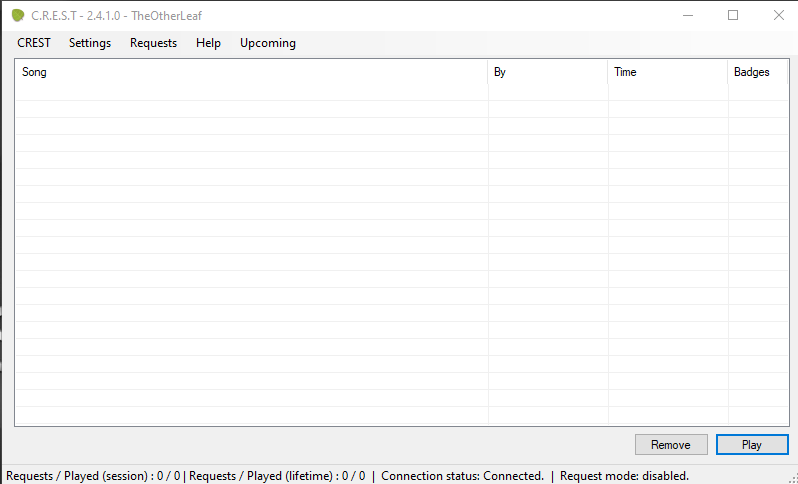 C.R.E.S.T - 2.4.1.0 - TheOtherLeaf
CREST Settings Requests Help Upcoming
Song By Time Badges
Remove Play
Requests / Played (session) : 0 / 0 | Requests / Played (lifetime) : 0 / 0 | Connection status: Connected. | Request mode: disabled.